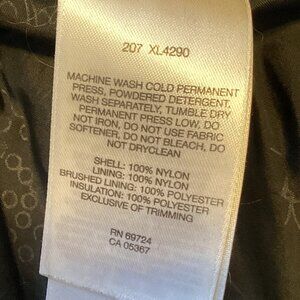 207 XL4290
MACHINE WASH COLD PERMANENT
PRESS, POWDERED DETERGENT,
WASH SEPARATELY, TUMBLE DRY
PERMANENT PRESS LOW, DO
NOT IRON, DO NOT USE FABRIC
SOFTENER, DO NOT BLEACH, DO
NOT DRYCLEAN
SHELL: 100% NYLON
LINING: 100% NYLON
BRUSHED LINING: 100% POLYESTER
INSULATION: 100% POLYESTER
EXCLUSIVE OF TRIMMING
RN 69724
CA 05367